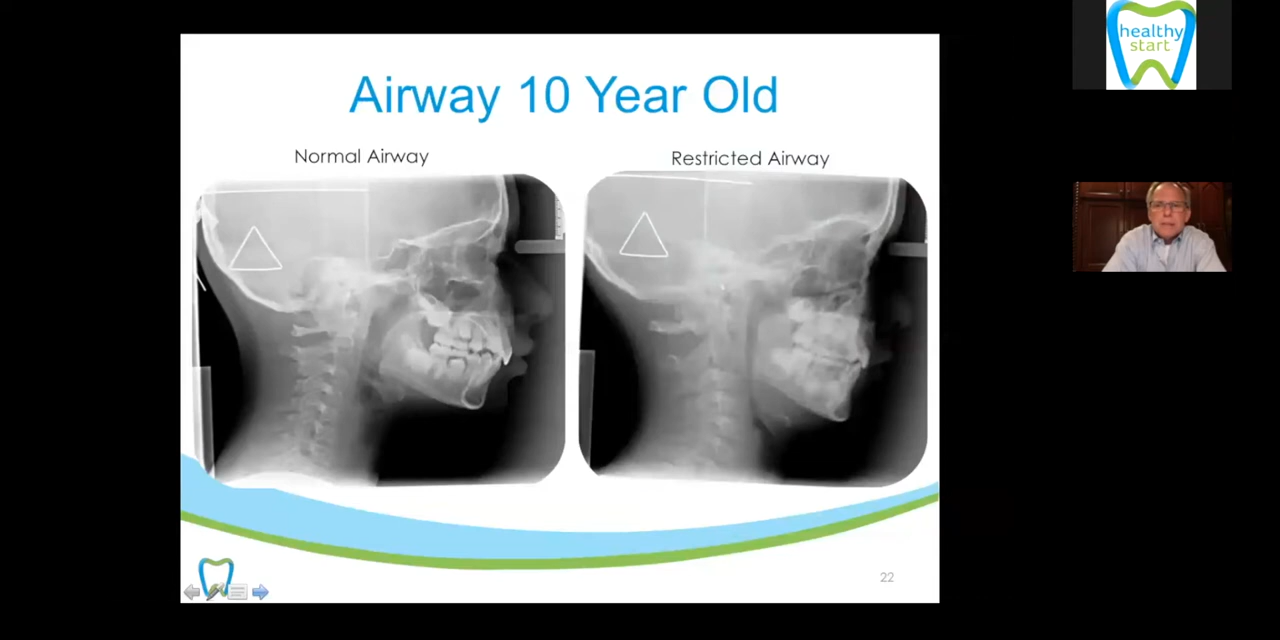 Airway 10 Year Old
Normal Airway
Restricted Airway
22
healthy
start